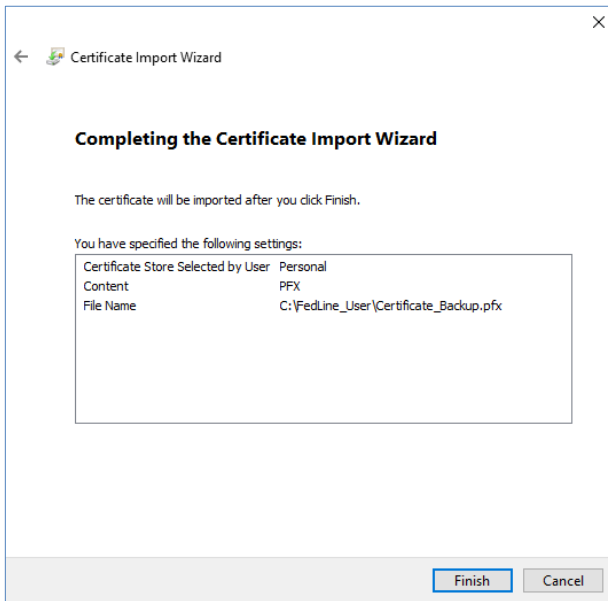 Certificate Import Wizard
Completing the Certificate Import Wizard
The certificate will be imported after you click Finish.
You have specified the following settings:
Certificate Store Selected by User Personal
Content PFX
File Name C:\FedLine_User\Certificate_Backup.pfx
Finish Cancel